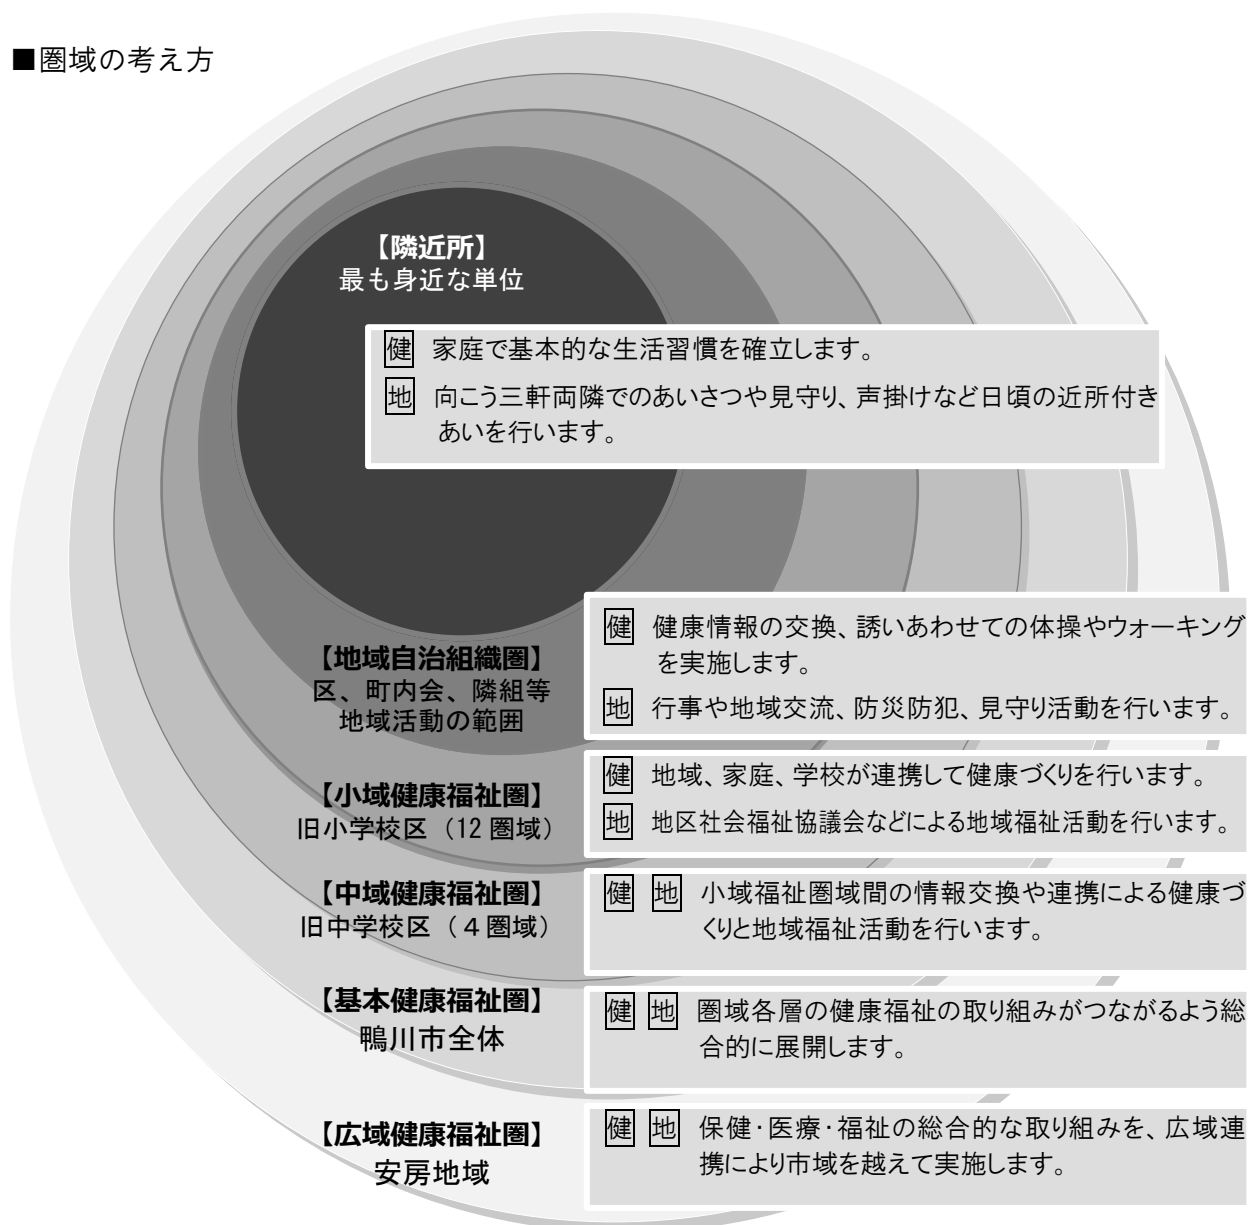 ■圏域の考え方
【隣近所】
最も身近な単位
健 家庭で基本的な生活習慣を確立します。
地 向こう三軒両隣でのあいさつや見守り、声掛けなど日頃の近所付き
あいを行います。
【地域自治組織圏】
区、町内会、隣組等
地域活動の範囲
健 健康情報の交換、誘いあわせての体操やウォーキング
を実施します。
地 行事や地域交流、防災防犯、見守り活動を行います。
【小域健康福祉圏】
旧小学校区（12 圏域）
健 地域、家庭、学校が連携して健康づくりを行います。
地 地区社会福祉協議会などによる地域福祉活動を行います。
【中域健康福祉圏】
旧中学校区（４圏域）
健 地 小域福祉圏域間の情報交換や連携による健康づ
くりと地域福祉活動を行います。
【基本健康福祉圏】
鴨川市全体
健 地 圏域各層の健康福祉の取り組みがつながるよう総
合的に展開します。
【広域健康福祉圏】
安房地域
健 地 保健・医療・福祉の総合的な取り組みを、広域連
携により市域を越えて実施します。